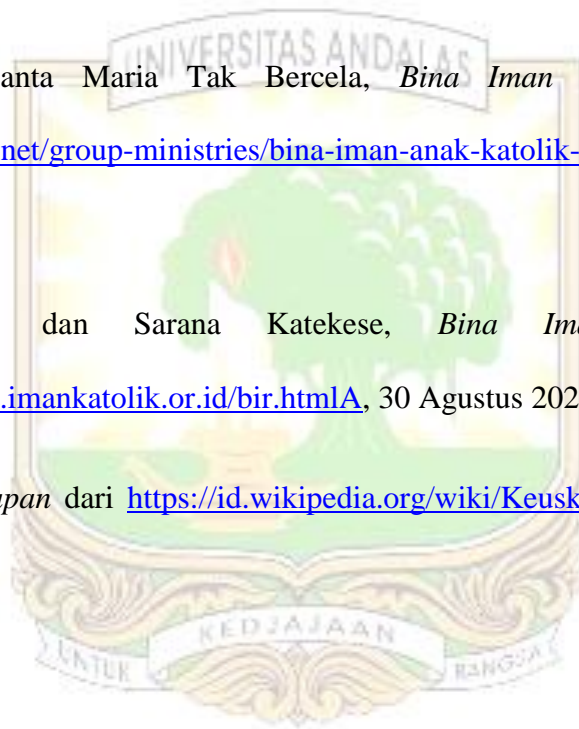 UNIVERSITAS ANDALAS
anta Maria Tak Bercela, Bina Iman
net/group-ministries/bina-iman-anak-katolik-
dan Sarana Katekese, Bina Ima
.imankatolik.or.id/bir.htmlA, 30 Agustus 202
upan dari https://id.wikipedia.org/wiki/Keusk
KEDJAJAAN
UNTUK BANGSA